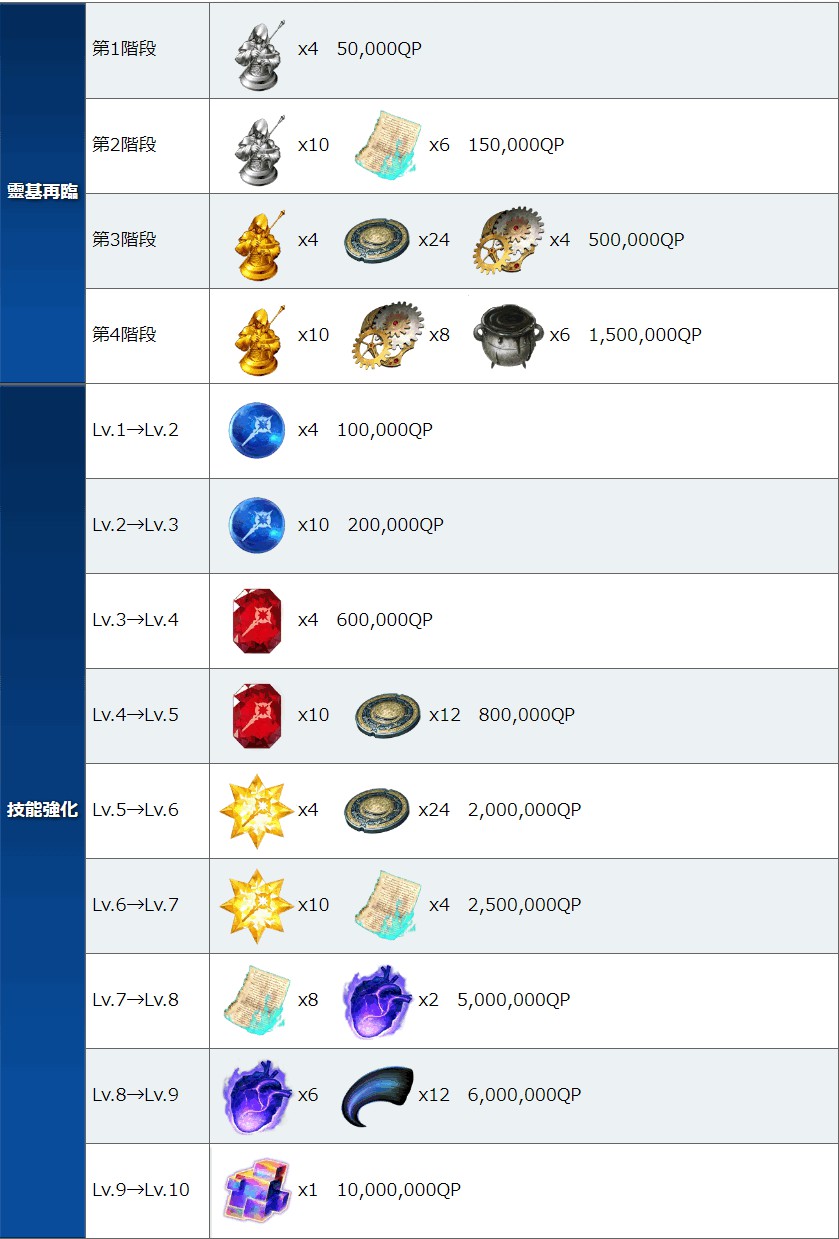 靈基再臨
第1階段 x4 50,000QP
第2階段 x10 x6 150,000QP
第3階段 x4 x24 x4 500,000QP
第4階段 x10 x8 x6 1,500,000QP
技能強化
Lv.1→Lv.2 x4 100,000QP
Lv.2→Lv.3 x10 200,000QP
Lv.3→Lv.4 x4 600,000QP
Lv.4→Lv.5 x10 x12 800,000QP
Lv.5→Lv.6 x4 x24 2,000,000QP
Lv.6→Lv.7 x10 x4 2,500,000QP
Lv.7→Lv.8 x8 x2 5,000,000QP
Lv.8→Lv.9 x6 x12 6,000,000QP
Lv.9→Lv.10 x1 10,000,000QP